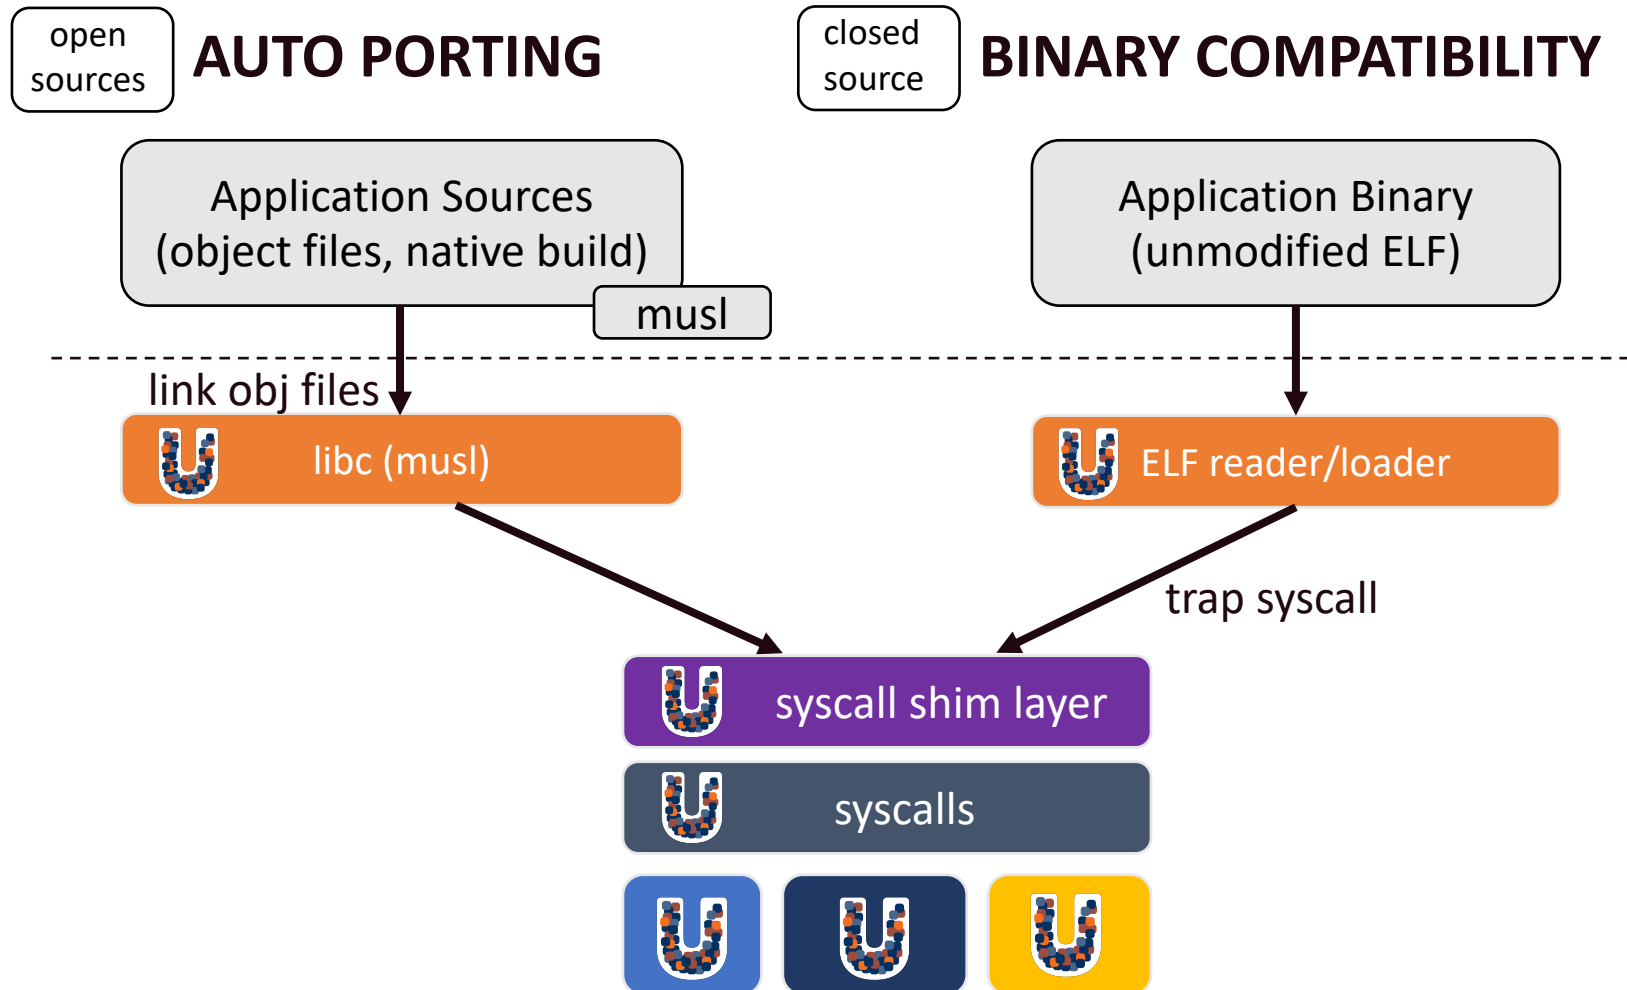 open
sources
AUTO PORTING
closed
source
BINARY COMPATIBILITY
Application Sources
(object files, native build)
musl
Application Binary
(unmodified ELF)
link obj files
libc (musl)
ELF reader/loader
trap syscall
syscall shim layer
syscalls